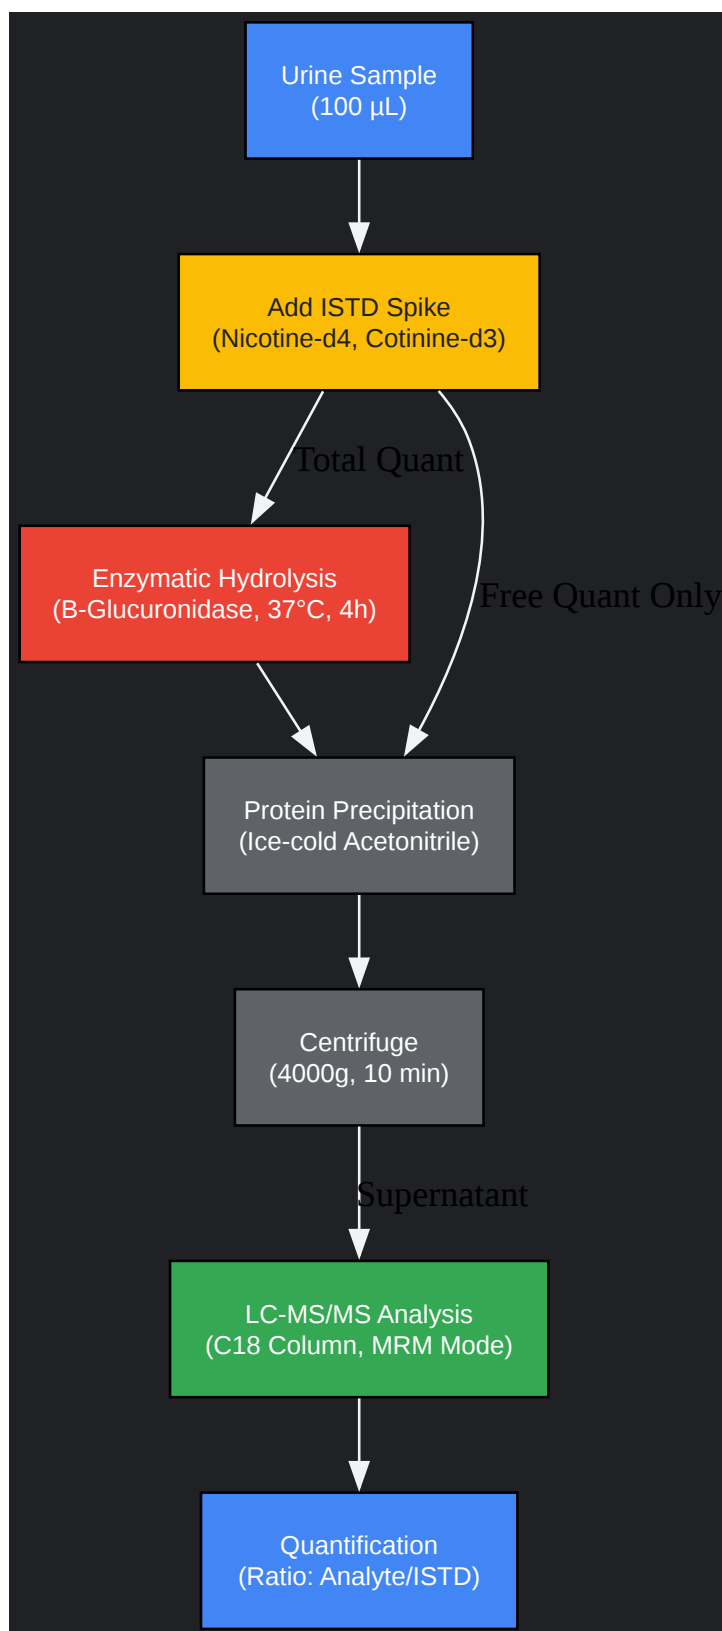 Urine Sample
(100 µL)
Add ISTD Spike
(Nicotine-d4, Cotinine-d3)
Total Quant
Enzymatic Hydrolysis
(B-Glucuronidase, 37°C, 4h)
Free Quant Only
Protein Precipitation
(Ice-cold Acetonitrile)
Centrifuge
(4000g, 10 min)
Supernatant
LC-MS/MS Analysis
(C18 Column, MRM Mode)
Quantification
(Ratio: Analyte/ISTD)